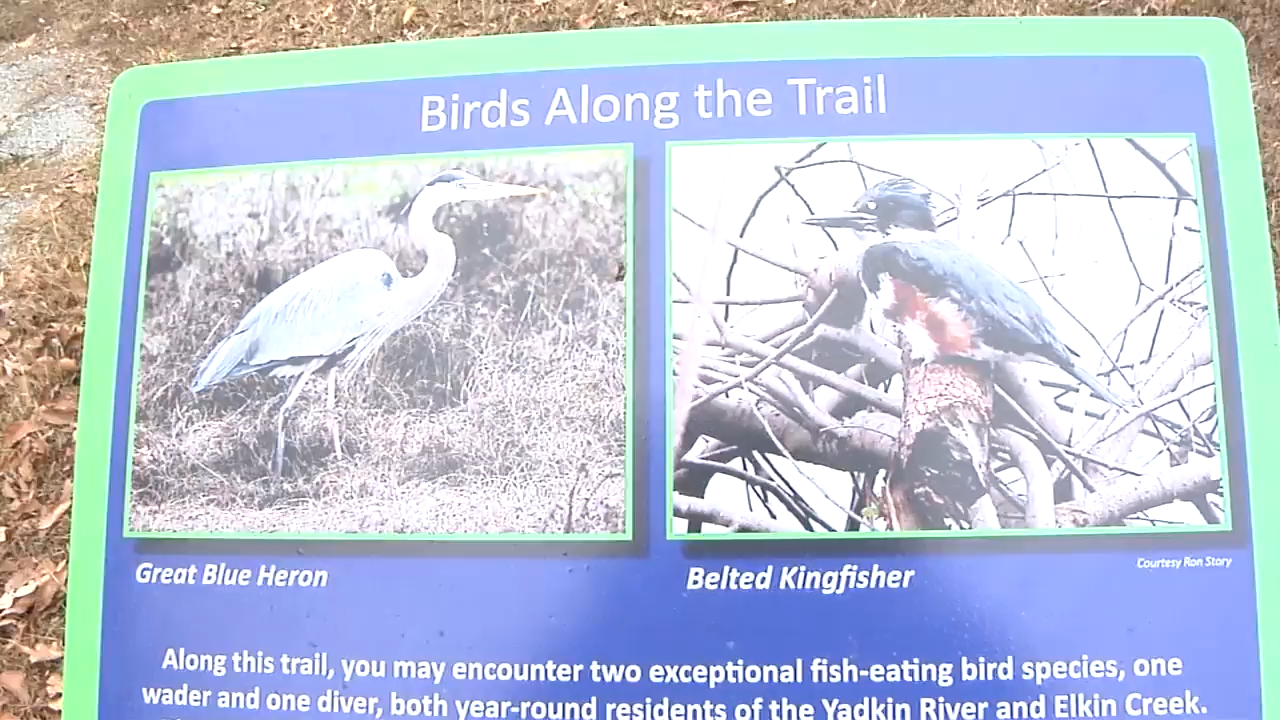 Birds Along the Trail
Great Blue Heron
Belted Kingfisher
Courtesy Ron Story
Along this trail, you may encounter two exceptional fish-eating bird species, one
wader and one diver, both year-round residents of the Yadkin River and Elkin Creek.